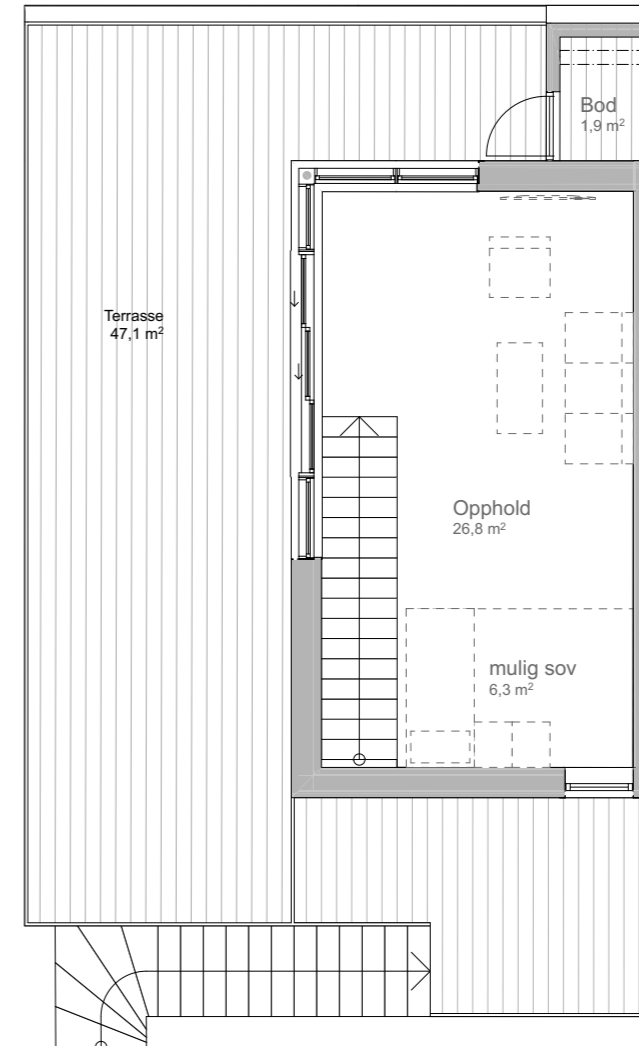 Bod
1,9 m²
Terrasse
47,1 m²
Opphold
26,8 m²
mulig sov
6,3 m²